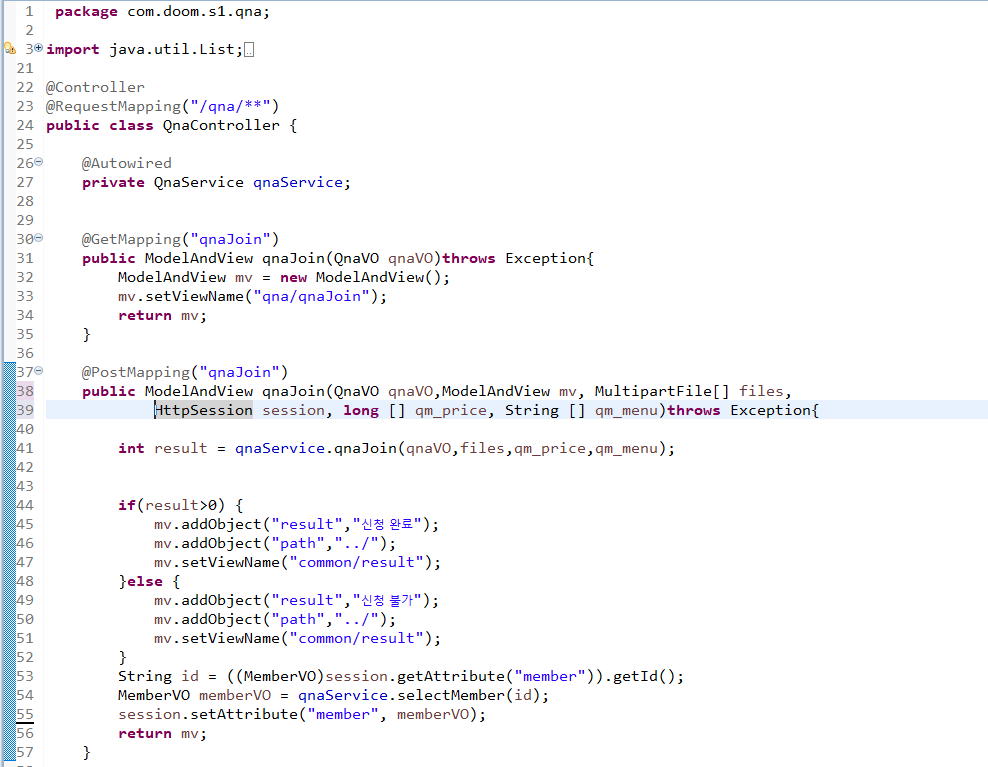 1 package com.doom.s1.qna;
2
3 import java.util.List;
21
22 @Controller
23 @RequestMapping("/qna/**")
24 public class QnaController {
25
26 @Autowired
27 private QnaService qnaService;
28
29
30 @GetMapping("qnaJoin")
31 public ModelAndView qnaJoin(QnaVO qnaVO)throws Exception{
32 ModelAndView mv = new ModelAndView();
33 mv.setViewName("qna/qnaJoin");
34 return mv;
35 }
36
37 @PostMapping("qnaJoin")
38 public ModelAndView qnaJoin(QnaVO qnaVO,ModelAndView mv, MultipartFile[] files,
39 HttpSession session, long [] qm_price, String [] qm_menu)throws Exception{
40
41 int result = qnaService.qnaJoin(qnaVO,files,qm_price,qm_menu);
42
43
44 if(result>0) {
45 mv.addObject("result","신청 완료");
46 mv.addObject("path","../");
47 mv.setViewName("common/result");
48 }else {
49 mv.addObject("result","신청 불가");
50 mv.addObject("path","../");
51 mv.setViewName("common/result");
52 }
53 String id = ((MemberVO)session.getAttribute("member")).getId();
54 MemberVO memberVO = qnaService.selectMember(id);
55 session.setAttribute("member", memberVO);
56 return mv;
57 }